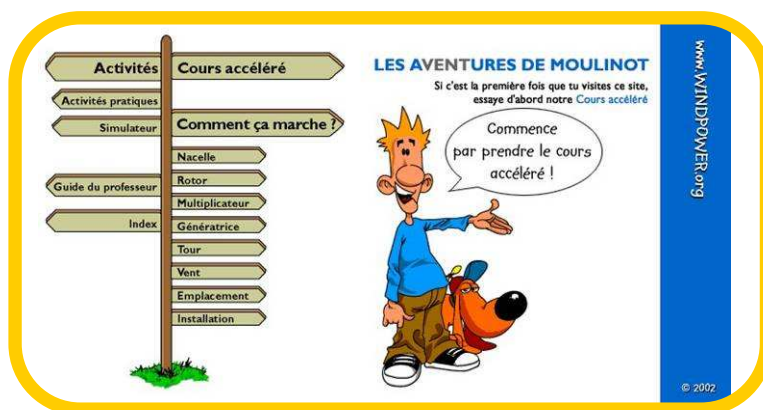 Activités
Cours accéléré
Activités pratiques
Simulateur
Comment ça marche ?
Nacelle
Guide du professeur
Rotor
Multiplicateur
Index
Génératrice
Tour
Vent
Emplacement
Installation
LES AVENTURES DE MOULINOT
Si c'est la première fois que tu visites ce site,
essaye d'abord notre Cours accéléré
Commence
par prendre le cours
accéléré !
www.WINDPOWER.org
© 2002